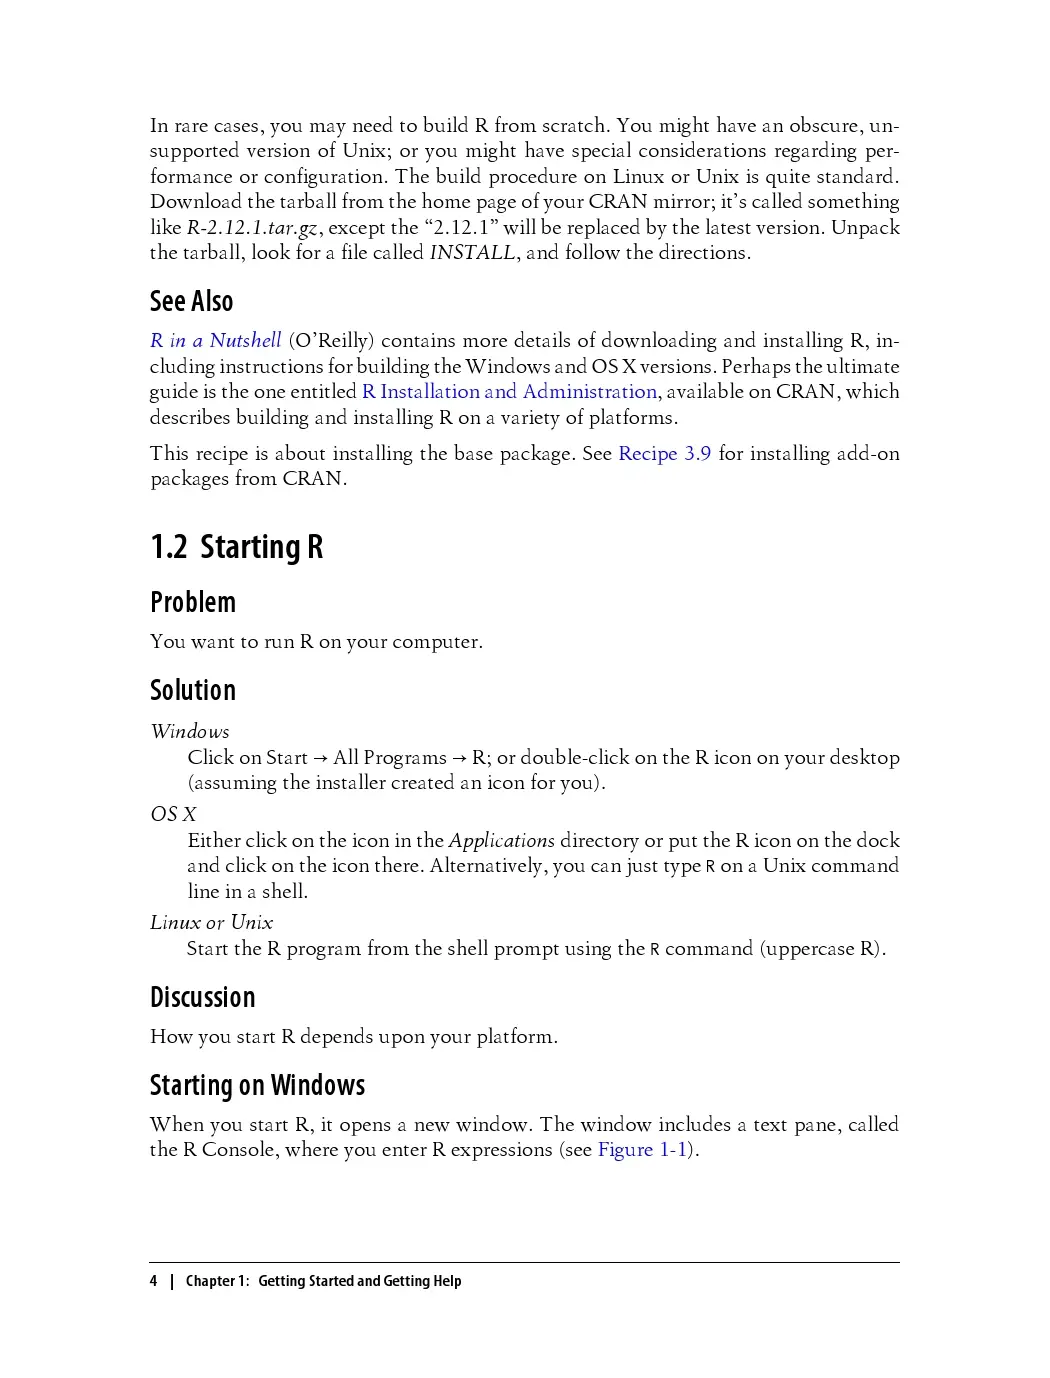 In rare cases, you may need to build R from scratch. You might have an obscure, un-
supported version of Unix; or you might have special considerations regarding per-
formance or configuration. The build procedure on Linux or Unix is quite standard.
Download the tarball from the home page of your CRAN mirror; it’s called something
like R-2.12.1.tar.gz, except the “2.12.1” will be replaced by the latest version. Unpack
the tarball, look for a file called INSTALL, and follow the directions.
See Also
R in a Nutshell (O’Reilly) contains more details of downloading and installing R, in-
cluding instructions for building the Windows and OS X versions. Perhaps the ultimate
guide is the one entitled R Installation and Administration, available on CRAN, which
describes building and installing R on a variety of platforms.
This recipe is about installing the base package. See Recipe 3.9 for installing add-on
packages from CRAN.
1.2 Starting R
Problem
You want to run R on your computer.
Solution
Windows
Click on Start → All Programs → R; or double-click on the R icon on your desktop
(assuming the installer created an icon for you).
OS X
Either click on the icon in the Applications directory or put the R icon on the dock
and click on the icon there. Alternatively, you can just type R on a Unix command
line in a shell.
Linux or Unix
Start the R program from the shell prompt using the R command (uppercase R).
Discussion
How you start R depends upon your platform.
Starting on Windows
When you start R, it opens a new window. The window includes a text pane, called
the R Console, where you enter R expressions (see Figure 1-1).
4 | Chapter 1: Getting Started and Getting Help